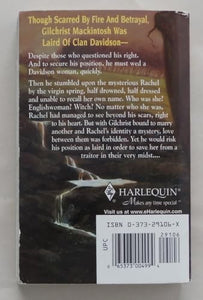 Though Scarred By Fire And Betrayal,
Gilchrist Mackintosh Was
Laird Of Clan Davidson—
Despite those who questioned his right.
And to secure his position, he must wed a
Davidson woman, quickly.
Then he stumbled upon the mysterious Rachel
by the virgin spring, half drowned, half dressed
and unable to recall her own name. Who was she?
Englishwoman? Witch? No matter who she was,
Rachel had managed to see beyond his scars, right
to his heart. But with Gilchrist bound to marry
another and Rachel's identity a mystery, love
between them was forbidden. Yet he would risk
his position as laird in order to save her from a
traitor in their very midst....
HARLEQUIN®
Makes any time special™
Visit us at www.eHarlequin.com
ISBN 0-373-29106-X
29106
UPC
65373 00499